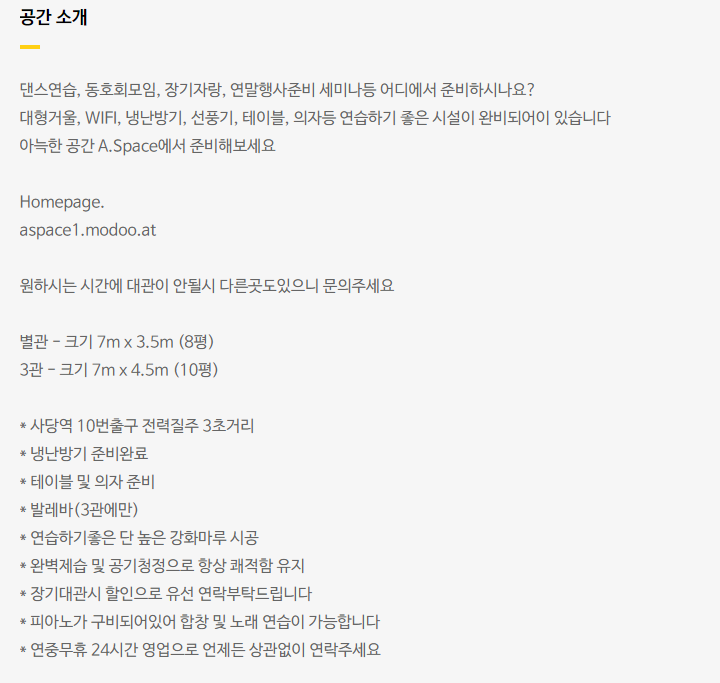 공간 소개
댄스연습, 동호회모임, 장기자랑, 연말행사준비 세미나등 어디에서 준비하시나요?
대형거울, WIFI, 냉난방기, 선풍기, 테이블, 의자등 연습하기 좋은 시설이 완비되어이 있습니다
아늑한 공간 A.Space에서 준비해보세요
Homepage.
aspace1.modoo.at
원하시는 시간에 대관이 안될시 다른곳도있으니 문의주세요
별관 - 크기 7m x 3.5m (8평)
3관 - 크기 7m x 4.5m (10평)
* 사당역 10번출구 전력질주 3초거리
* 냉난방기 준비완료
* 테이블 및 의자 준비
* 발레바(3관에만)
* 연습하기좋은 단 높은 강화마루 시공
* 완벽제습 및 공기청정으로 항상 쾌적함 유지
* 장기대관시 할인으로 유선 연락부탁드립니다
* 피아노가 구비되어있어 합창 및 노래 연습이 가능합니다
* 연중무휴 24시간 영업으로 언제든 상관없이 연락주세요